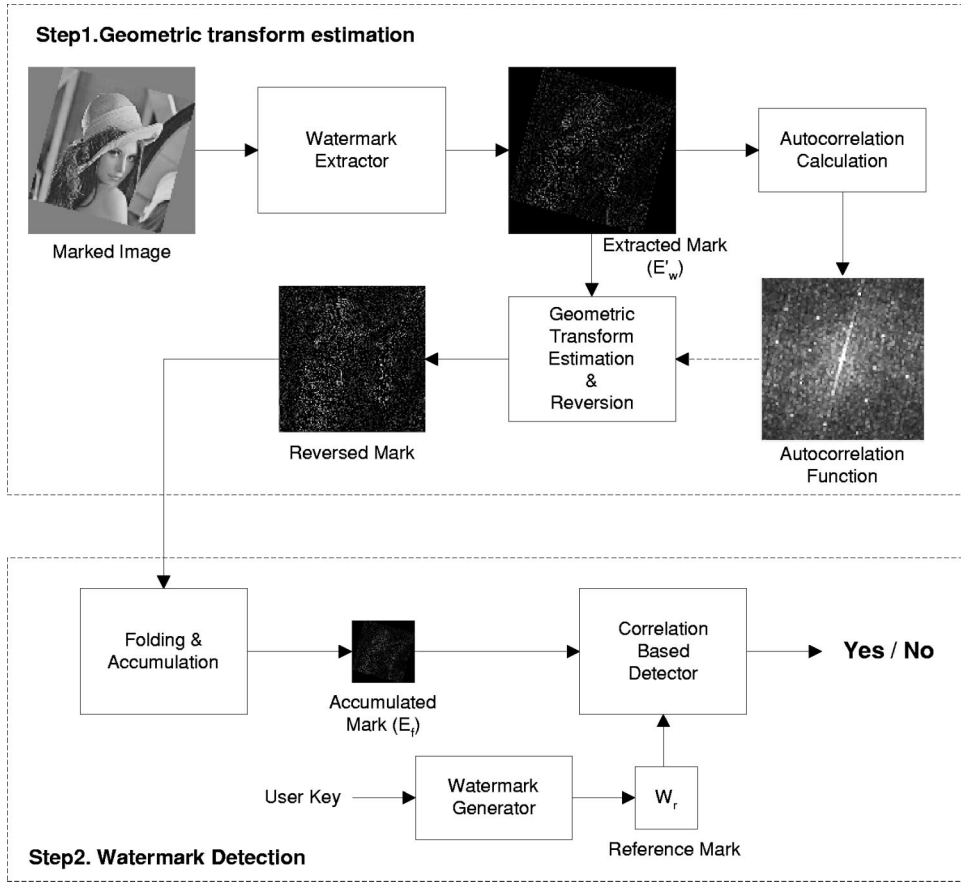 Step1.Geometric transform estimation
Watermark
Extractor
Autocorrelation
Calculation
Marked Image
Extracted Mark
(E'w)
Geometric
Transform
Estimation
&
Reversion
Reversed Mark
Autocorrelation
Function
Folding &
Accumulation
Correlation
Based
Detector
Yes / No
Accumulated
Mark (Ef)
User Key
Watermark
Generator
Wr
Reference Mark
Step2. Watermark Detection